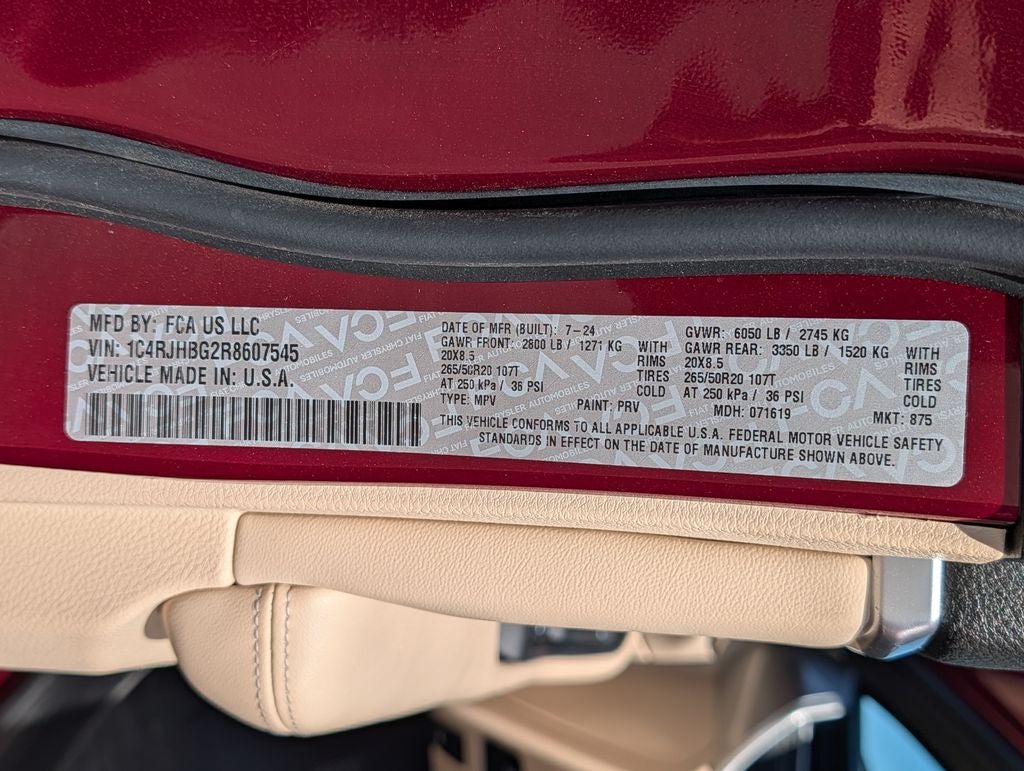 MFD BY: FCA US LLC
VIN: 1C4RJHBG2R8607545
VEHICLE MADE IN: U.S.A.
DATE OF MFR (BUILT): 7-24
GAWR FRONT: 2800 LB / 1271 KG WITH
20X8.5 RIMS
265/50R20 107T TIRES
AT 250 kPa / 36 PSI COLD
TYPE: MPV PAINT: PRV
GVWR: 6050 LB / 2745 KG
GAWR REAR: 3350 LB / 1520 KG WITH
20X8.5 RIMS
265/50R20 107T TIRES
AT 250 kPa / 36 PSI COLD
MDH: 071619 MKT: 875
THIS VEHICLE CONFORMS TO ALL APPLICABLE U.S.A. FEDERAL MOTOR VEHICLE SAFETY
STANDARDS IN EFFECT ON THE DATE OF MANUFACTURE SHOWN ABOVE.